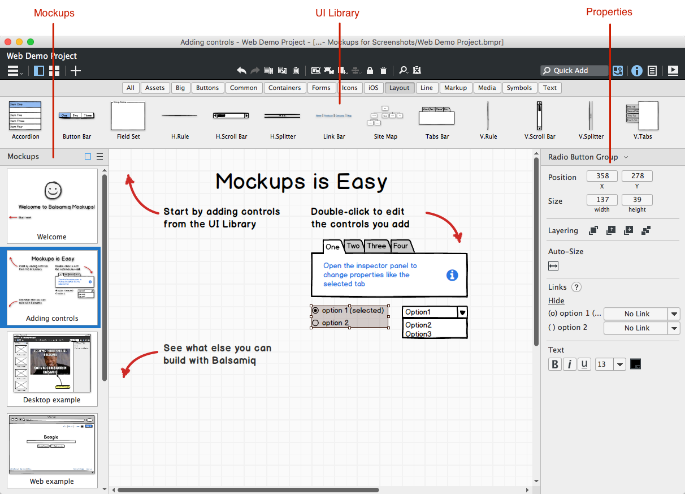 Mockups
UI Library
Properties
Adding controls - Web Demo Project - [...- Mockups for Screenshots/Web Demo Project.bmpr]
Web Demo Project
Quick Add
All Assets Big Buttons Common Containers Forms Icons iOS Layout Line Markup Media Symbols Text
Accordion Button Bar Field Set H.Rule H.Scroll Bar H.Splitter Link Bar Site Map Tabs Bar V.Rule V.Scroll Bar V.Splitter V.Tabs
Mockups
Welcome to Balsamiq Mockups!
Welcome
Mockups is Easy
Adding controls
Desktop example
Google
Web example
Mockups is Easy
Start by adding controls
from the UI Library
Double-click to edit
the controls you add
One Two Three Four
Open the inspector panel to
change properties like the
selected tab
option 1 (selected)
option 2
Option1
Option2
Option3
See what else you can
build with Balsamiq
Radio Button Group
Position 358 278
X Y
Size 137 39
width height
Layering
Auto-Size
Links ?
Hide
(o) option 1 (... No Link
( ) option 2 No Link
Text
B i U 13